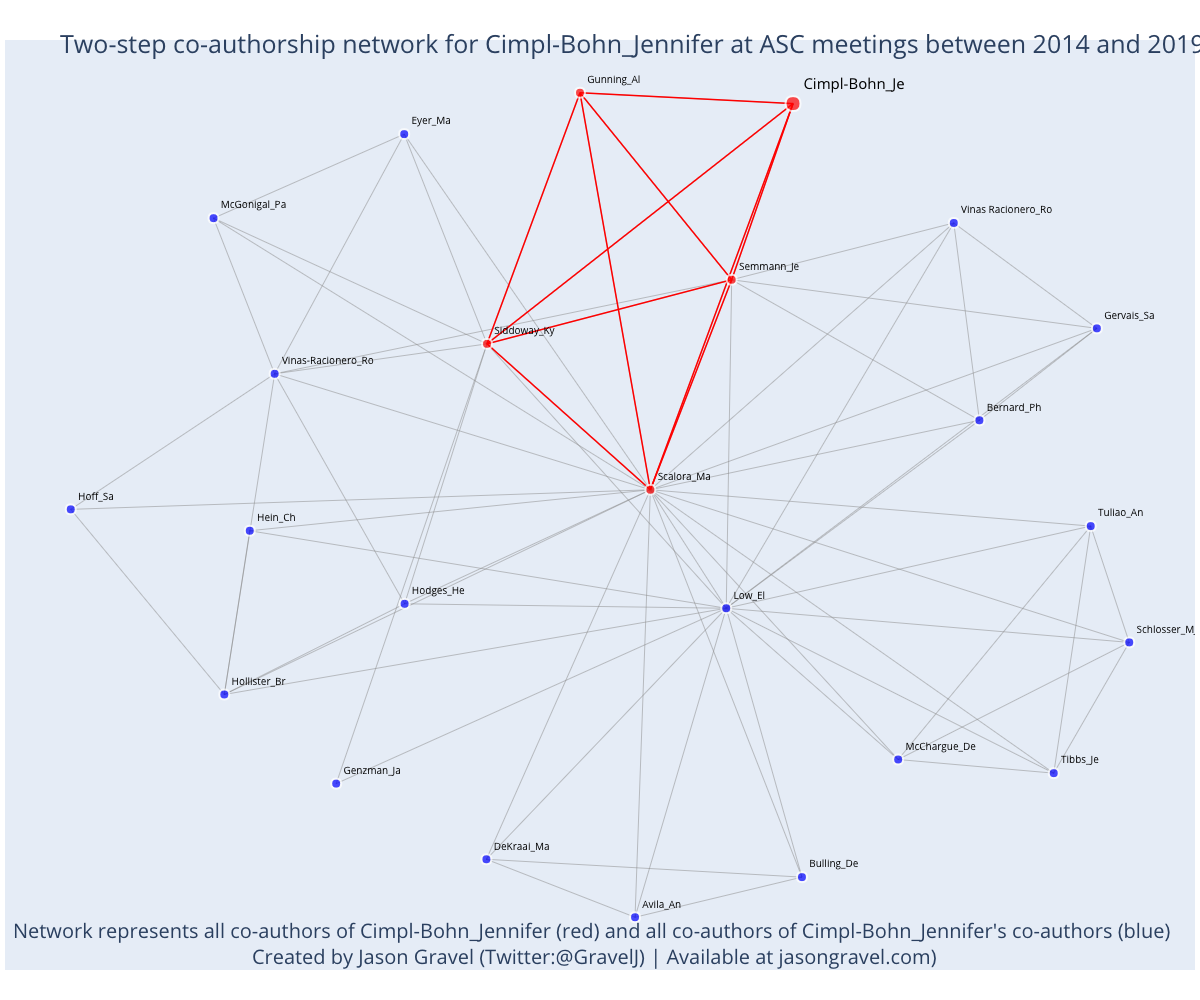 Two-step co-authorship network for Cimpl-Bohn_Jennifer at ASC meetings between 2014 and 2019
Gunning_Al
Cimpl-Bohn_Je
Eyer_Ma
McGonigal_Pa
Vinas Racionero_Ro
Semmann_Je
Gervais_Sa
Siddoway_Ky
Vinas-Racionero_Ro
Bernard_Ph
Scalora_Ma
Hoff_Sa
Tuliao_An
Hein_Ch
Hodges_He
Low_El
Schlosser_M
Hollister_Br
McChargue_De
Tibbs_Je
Genzman_Ja
DeKraai_Ma
Bulling_De
Avila_An
Network represents all co-authors of Cimpl-Bohn_Jennifer (red) and all co-authors of Cimpl-Bohn_Jennifer's co-authors (blue)
Created by Jason Gravel (Twitter:@GravelJ) | Available at jasongravel.com)